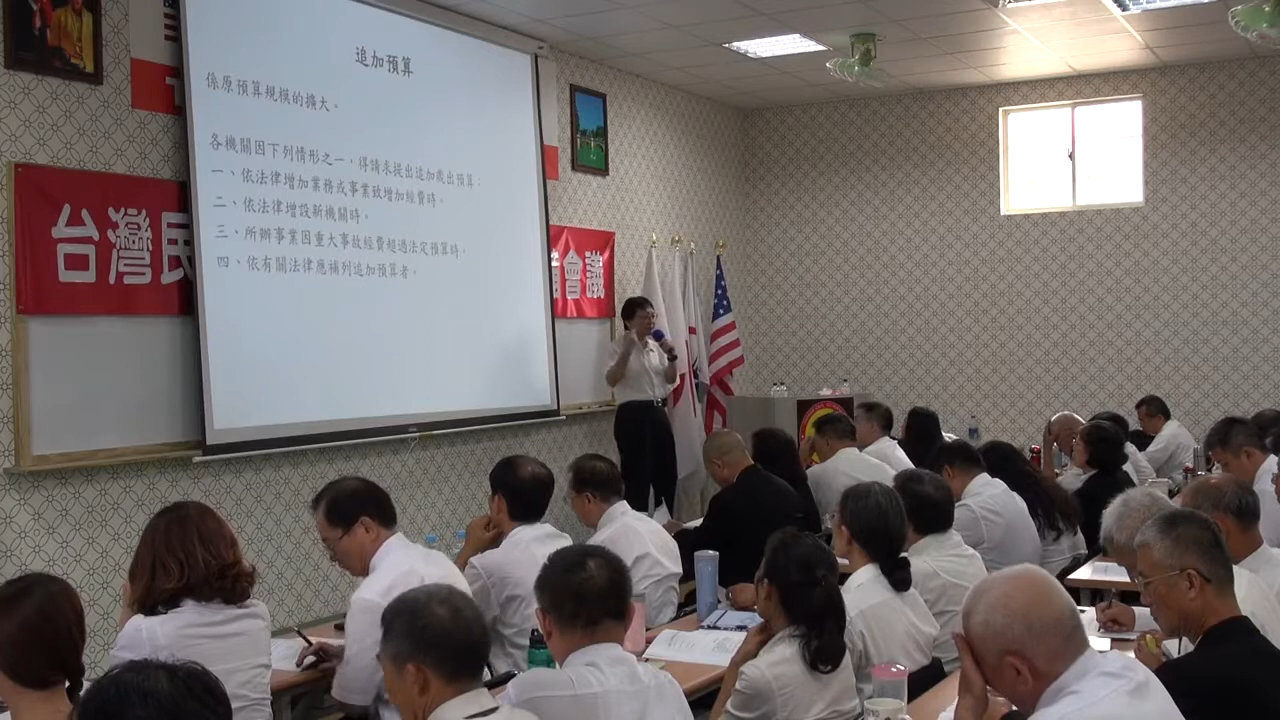 追加預算
係原預算規模的擴大。
各機關因下列情形之一，得請求提出追加歲出預算：
一、依法律增加業務或事業致增加經費時。
二、依法律增設新機關時。
三、所辦事業因重大事故經費超過法定預算時。
四、依有關法律應補列追加預算者。
台灣民
會議